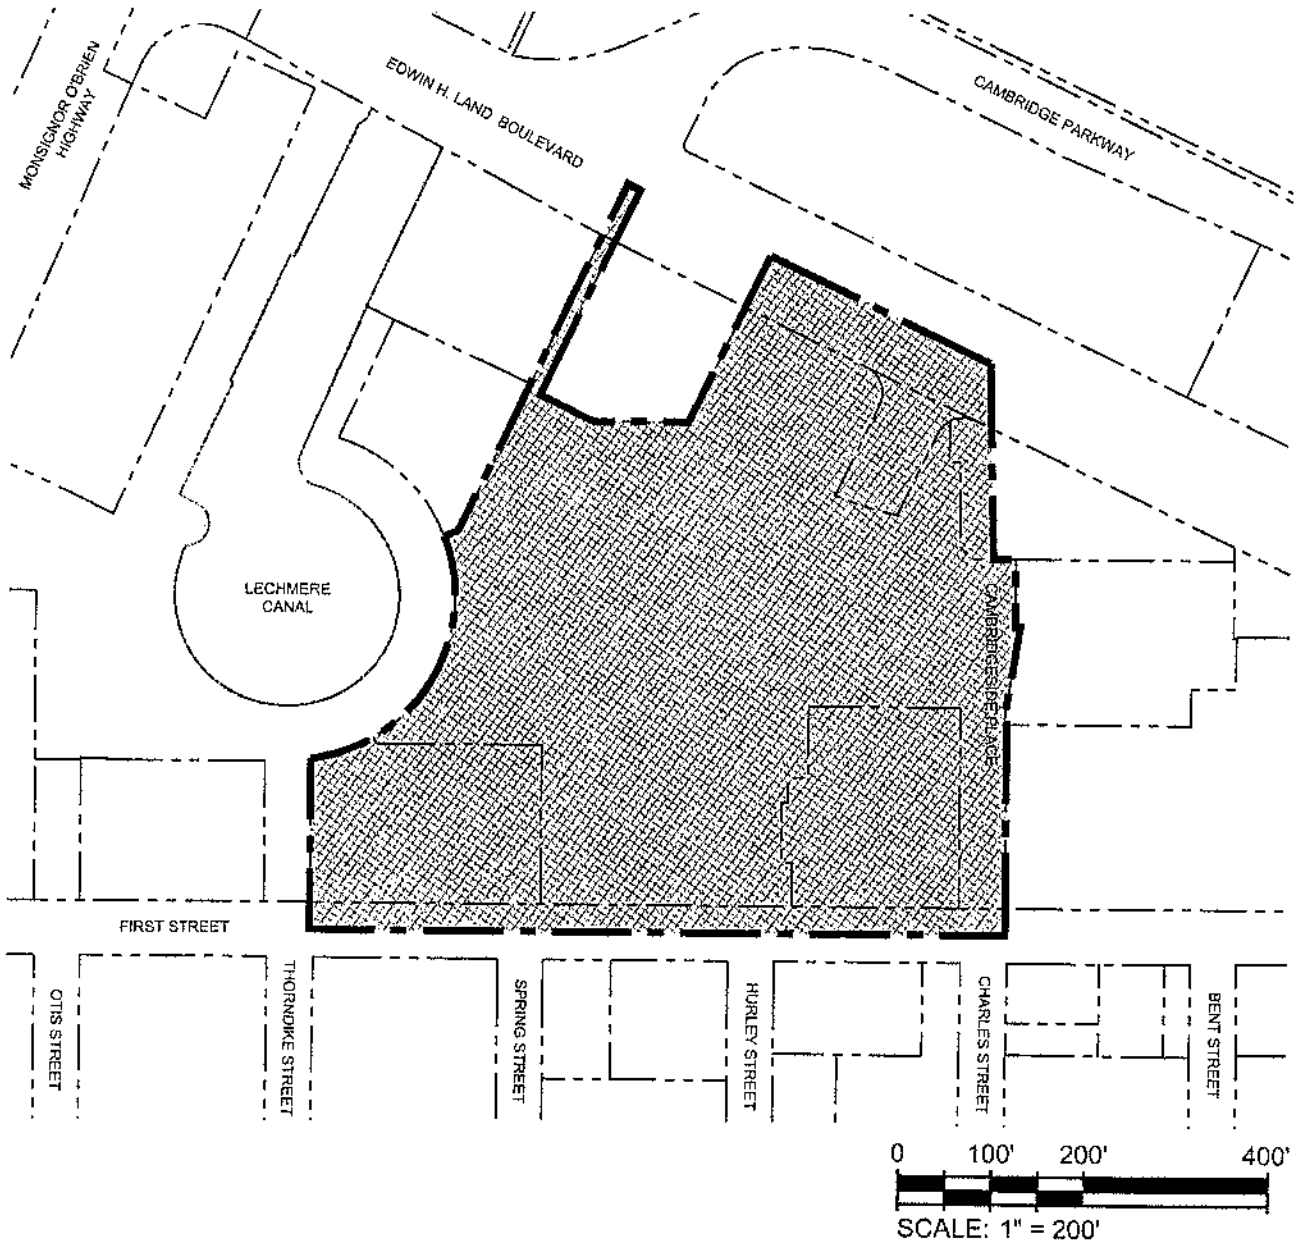 MONSIGNOR O'BRIEN
HIGHWAY
EDWIN H. LAND BOULEVARD
CAMBRIDGE PARKWAY
LECHMERE
CANAL
CAMBRIDGESIDE PLACE
FIRST STREET
OTIS STREET
THORNDIKE STREET
SPRING STREET
HURLEY STREET
CHARLES STREET
BENT STREET
0 100' 200' 400'
SCALE: 1" = 200'